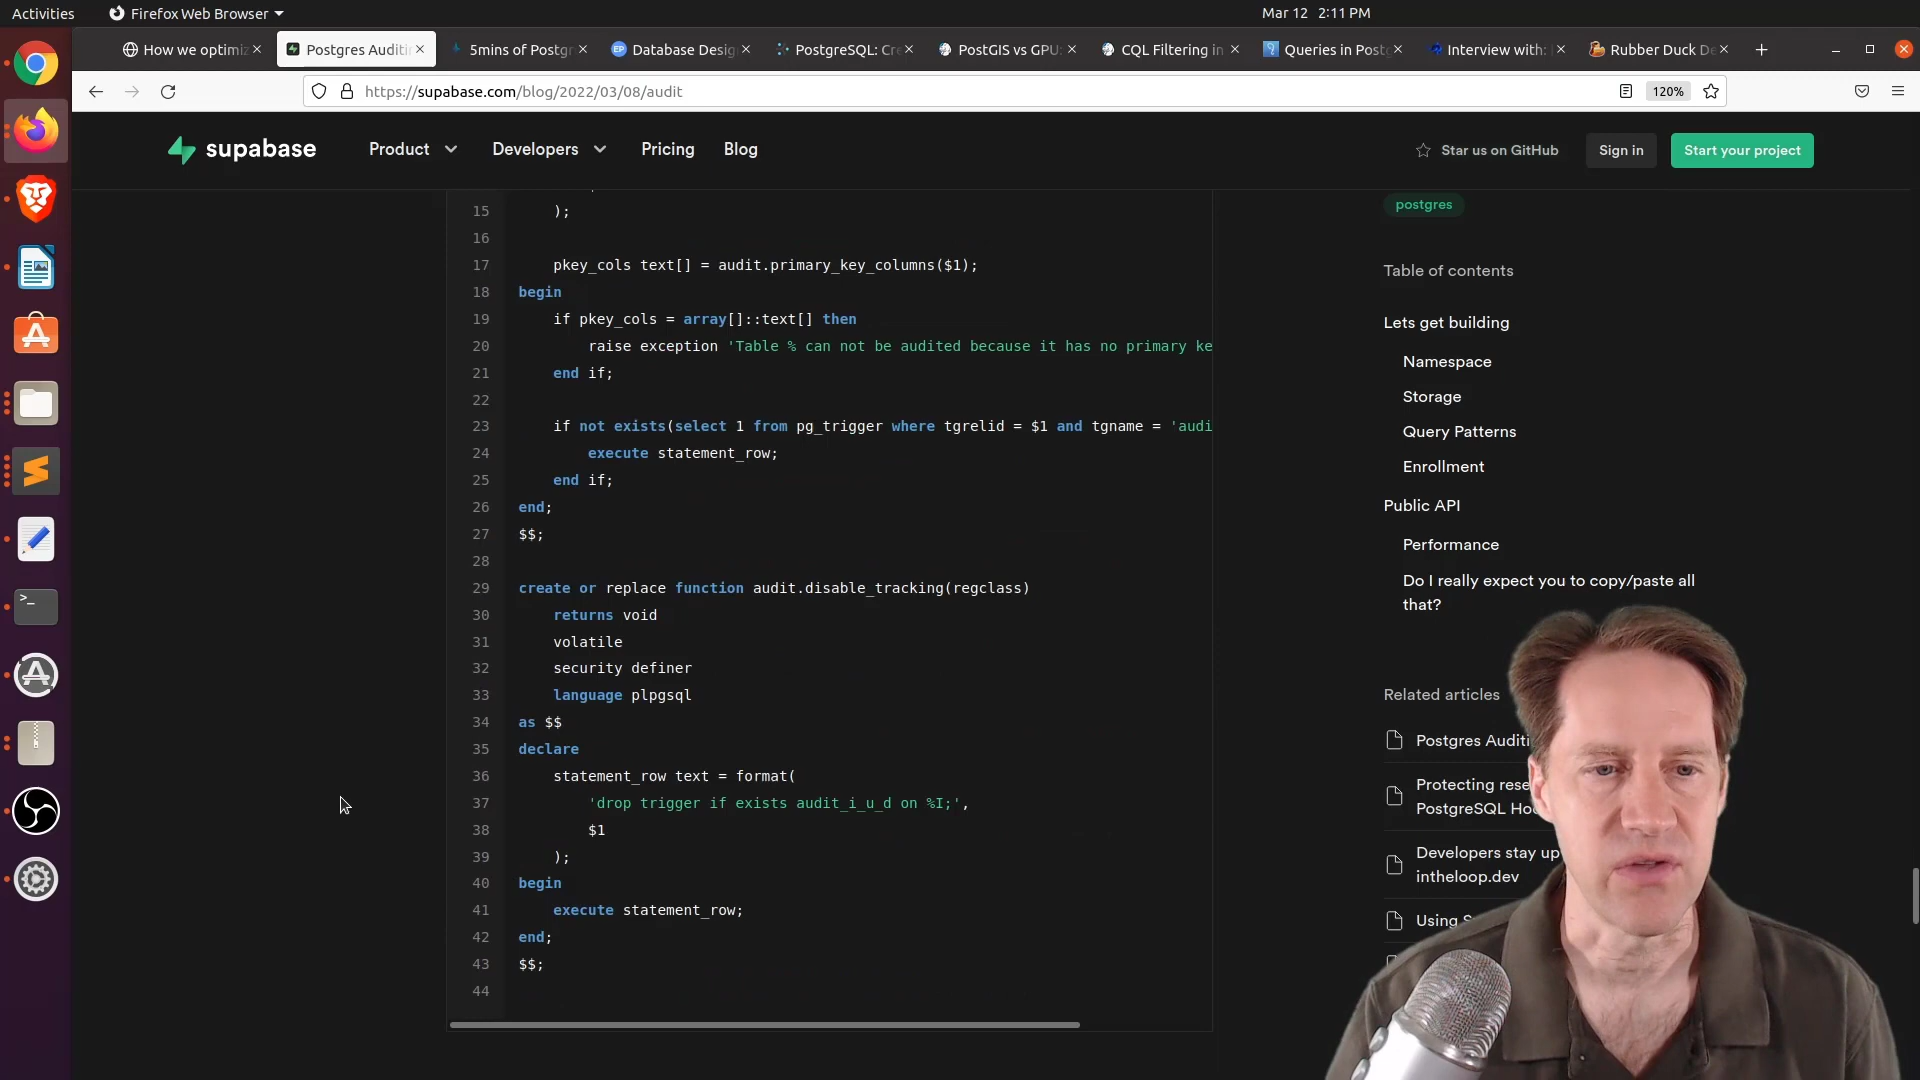 Activities
Firefox Web Browser
Mar 12 2:11 PM
How we optimiz
Postgres Auditi
5mins of Postgr
Database Desig
PostgreSQL: Cr
PostGIS vs GPU:
CQL Filtering in
Queries in Postg
Interview with:
Rubber Duck De
https://supabase.com/blog/2022/03/08/audit
120%
supabase
Product
Developers
Pricing
Blog
Star us on GitHub
Sign in
Start your project
15 );
16
17 pkey_cols text[] = audit.primary_key_columns($1);
18 begin
19 if pkey_cols = array[]::text[] then
20 raise exception 'Table % can not be audited because it has no primary ke
21 end if;
22
23 if not exists(select 1 from pg_trigger where tgrelid = $1 and tgname = 'audi
24 execute statement_row;
25 end if;
26 end;
27 $$;
28
29 create or replace function audit.disable_tracking(regclass)
30 returns void
31 volatile
32 security definer
33 language plpgsql
34 as $$
35 declare
36 statement_row text = format(
37 'drop trigger if exists audit_i_u_d on %I;',
38 $1
39 );
40 begin
41 execute statement_row;
42 end;
43 $$;
44
postgres
Table of contents
Lets get building
Namespace
Storage
Query Patterns
Enrollment
Public API
Performance
Do I really expect you to copy/paste all
that?
Related articles
Postgres Auditi
Protecting rese
PostgreSQL Hoo
Developers stay up
intheloop.dev
Using S